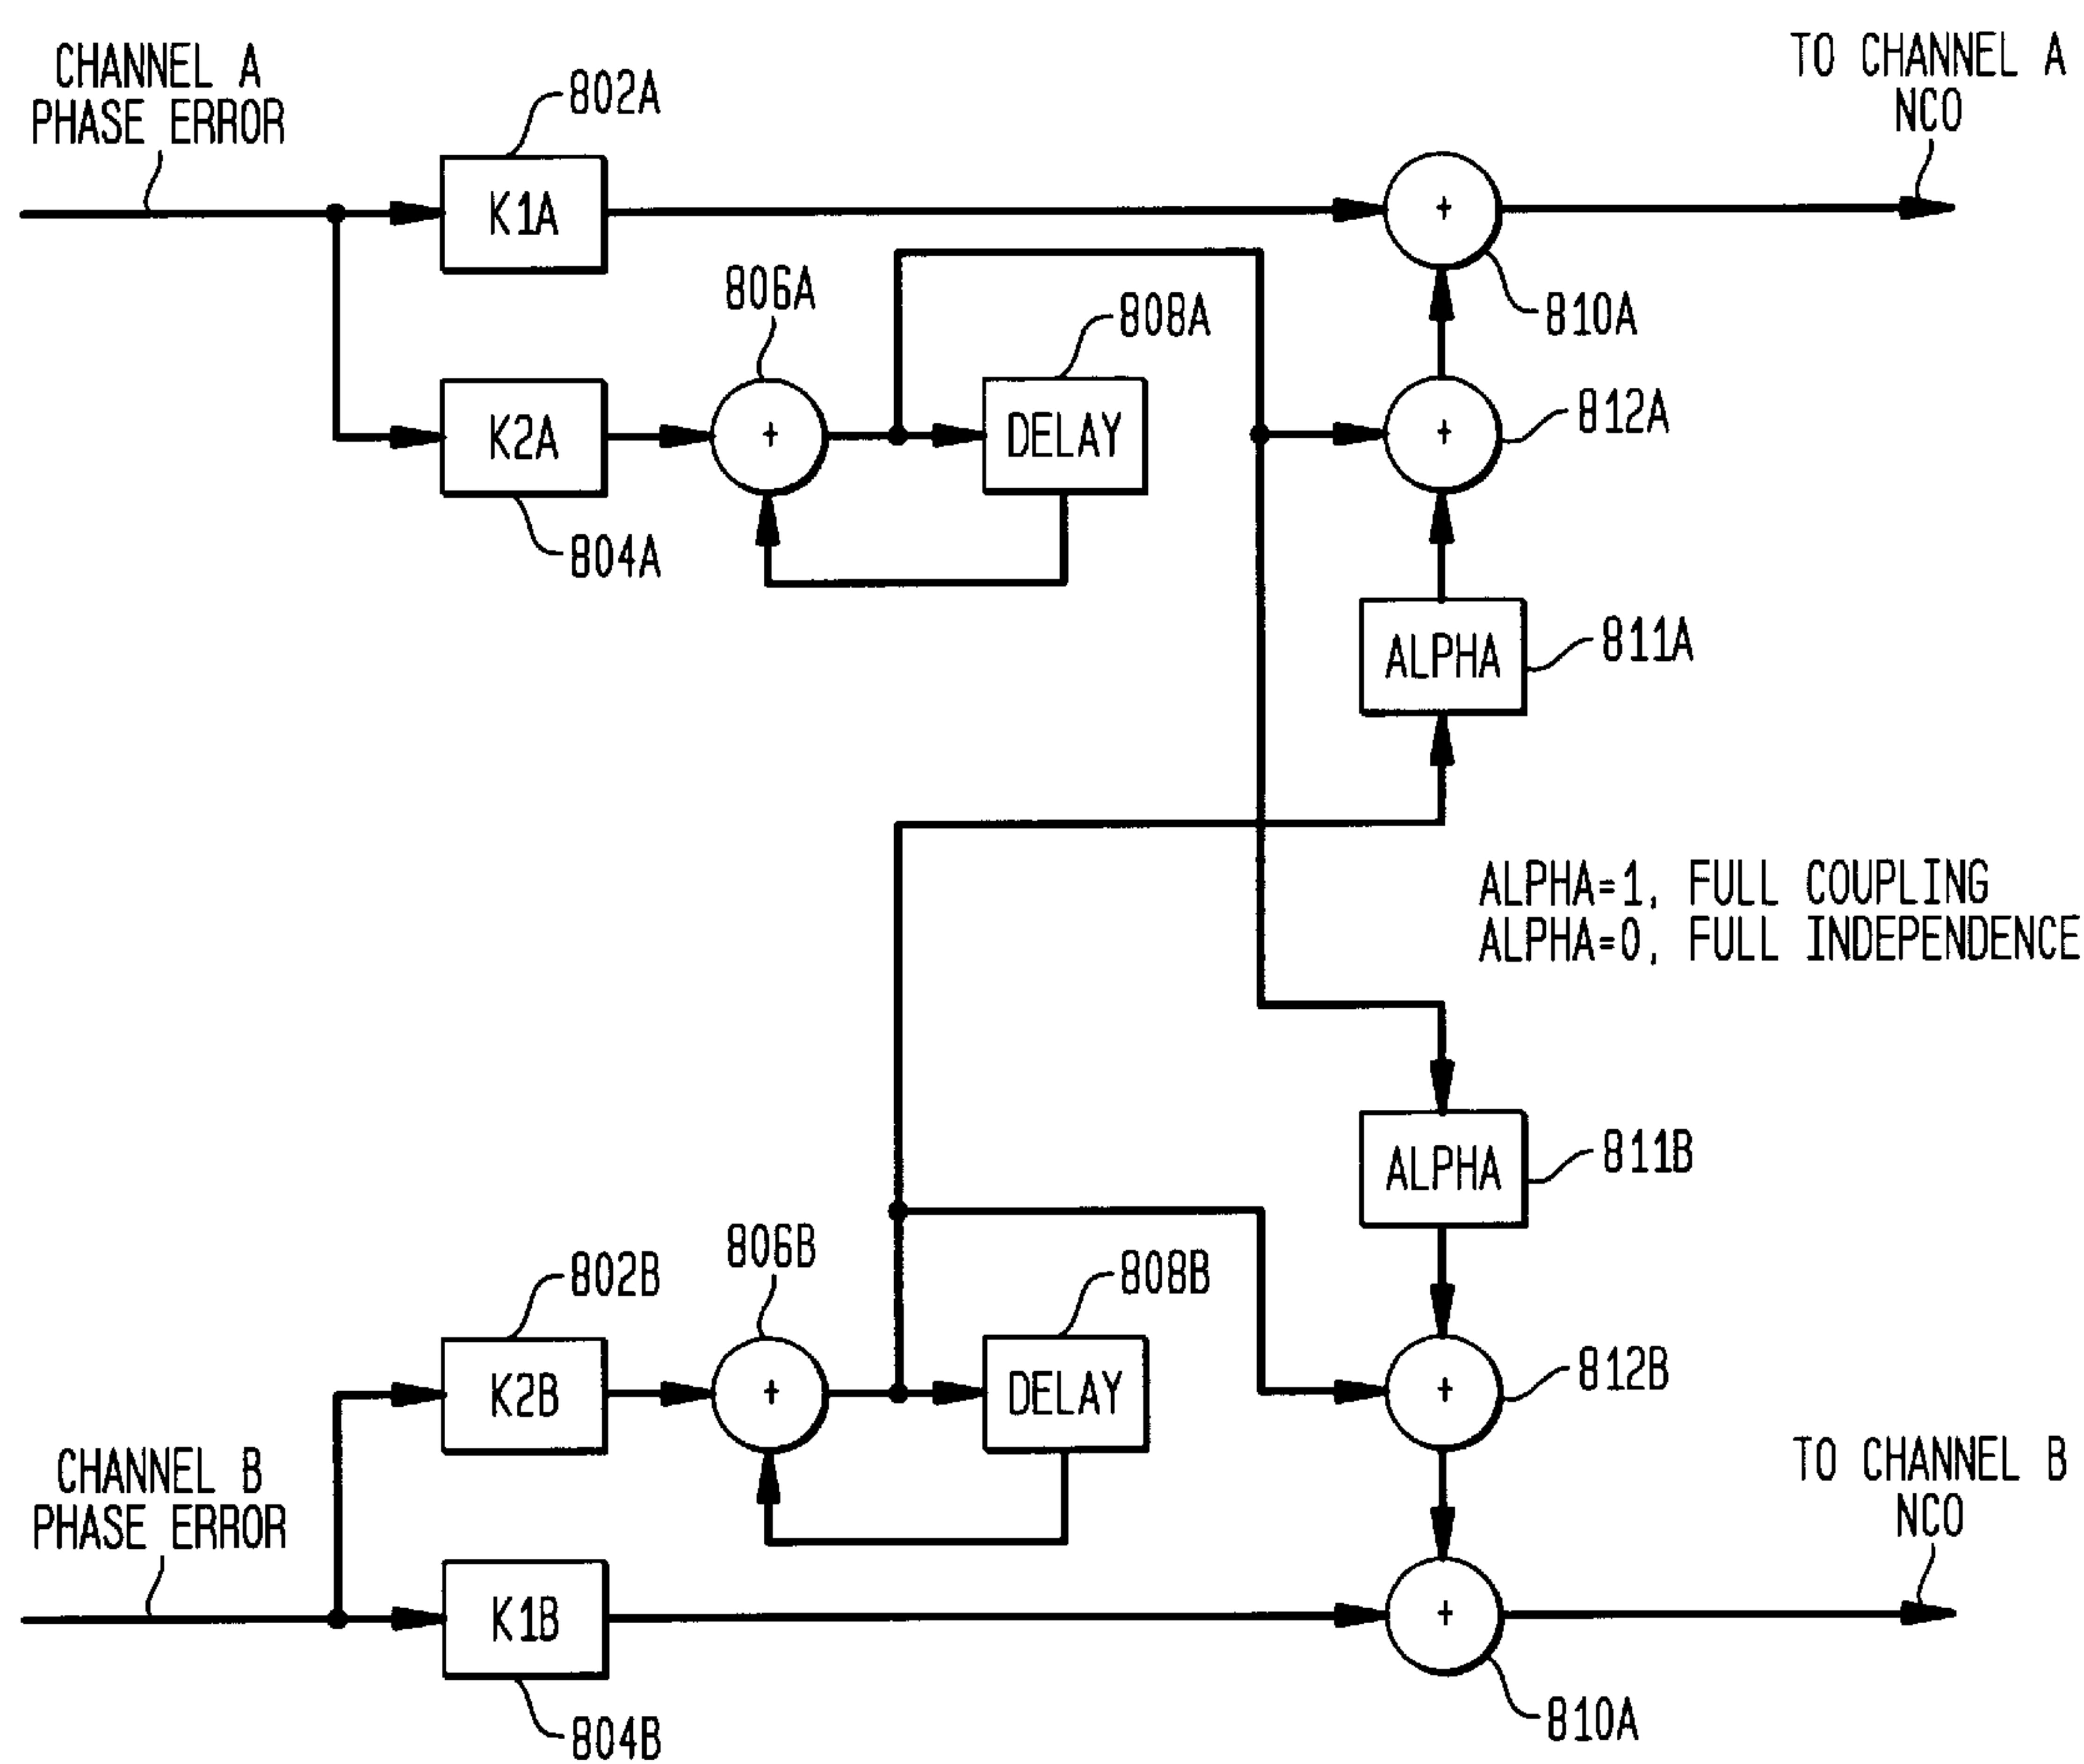 CHANNEL A
PHASE ERROR
802A
K1A
TO CHANNEL A
NCO
+
810A
806A
808A
K2A
+
DELAY
+
812A
804A
ALPHA
811A
ALPHA=1, FULL COUPLING
ALPHA=0, FULL INDEPENDENCE
ALPHA
811B
802B
806B
808B
K2B
+
DELAY
+
812B
CHANNEL B
PHASE ERROR
TO CHANNEL B
NCO
K1B
+
804B
810A